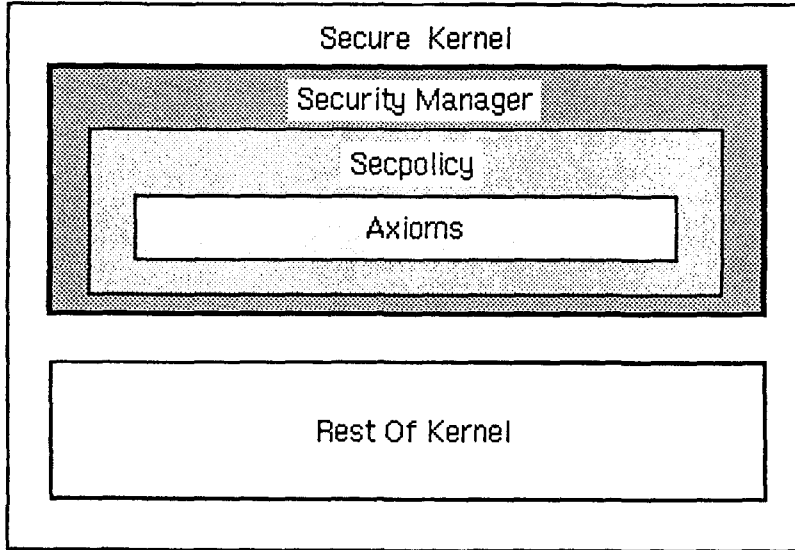 Secure Kernel
Security Manager
Secpolicy
Axioms
Rest Of Kernel